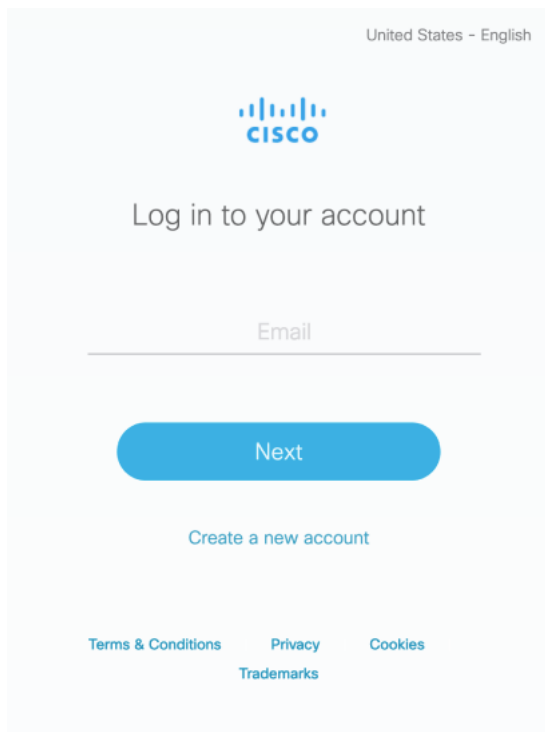 United States - English
CISCO
Log in to your account
Email
Next
Create a new account
Terms & Conditions Privacy Cookies
Trademarks